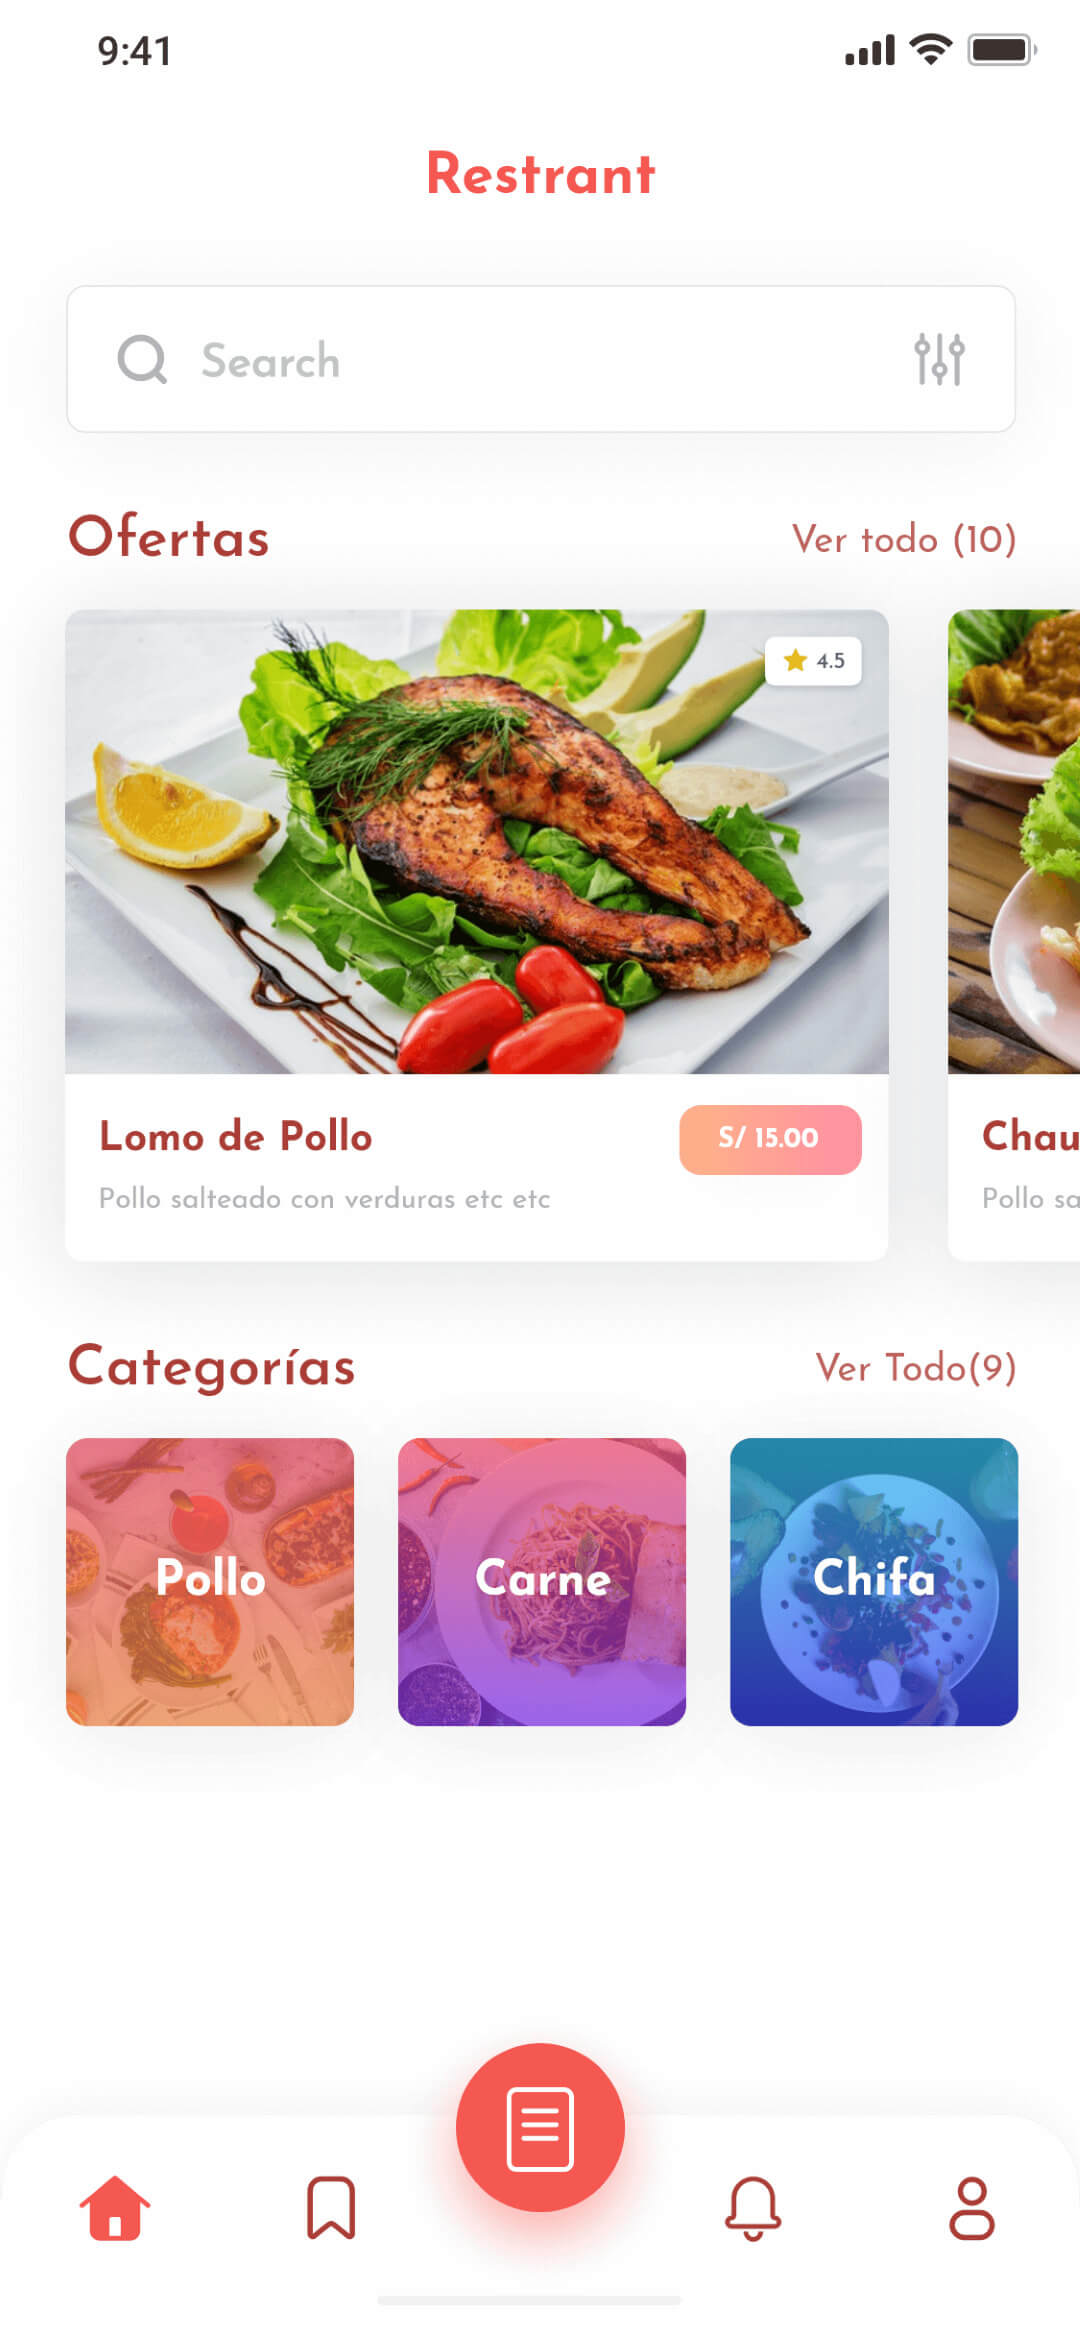 9:41
Restrant
Search
Ofertas
Ver todo (10)
4.5
Lomo de Pollo
S/ 15.00
Pollo salteado con verduras etc etc
Chau
Pollo sa
Categorías
Ver Todo(9)
Pollo
Carne
Chifa